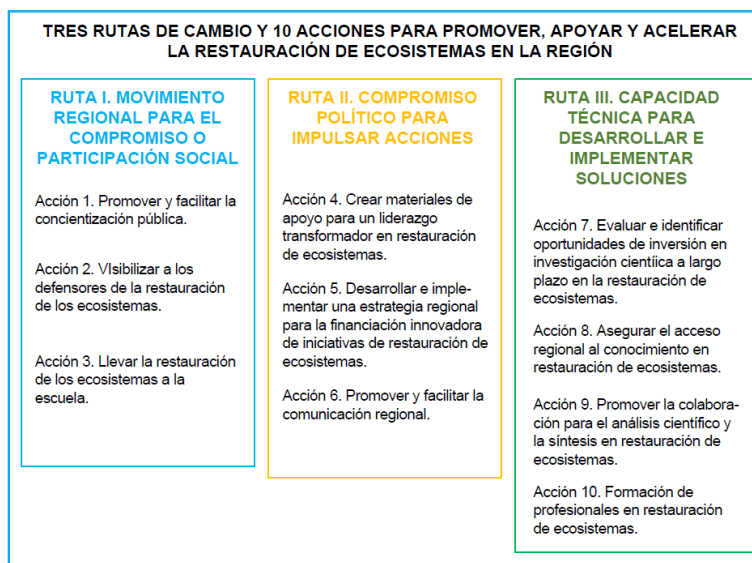 TRES RUTAS DE CAMBIO Y 10 ACCIONES PARA PROMOVER, APOYAR Y ACELERAR
LA RESTAURACIÓN DE ECOSISTEMAS EN LA REGIÓN
RUTA I. MOVIMIENTO
REGIONAL PARA EL
COMPROMISO O
PARTICIPACIÓN SOCIAL
Acción 1. Promover y facilitar la
concientización pública.
Acción 2. VIsibilizar a los
defensores de la restauración
de los ecosistemas.
Acción 3. Llevar la restauración
de los ecosistemas a la
escuela.
RUTA II. COMPROMISO
POLÍTICO PARA
IMPULSAR ACCIONES
Acción 4. Crear materiales de
apoyo para un liderazgo
transformador en restauración
de ecosistemas.
Acción 5. Desarrollar e imple-
mentar una estrategia regional
para la financiación innovadora
de iniciativas de restauración de
ecosistemas.
Acción 6. Promover y facilitar la
comunicación regional.
RUTA III. CAPACIDAD
TÉCNICA PARA
DESARROLLAR E
IMPLEMENTAR
SOLUCIONES
Acción 7. Evaluar e identificar
oportunidades de inversión en
investigación cientíica a largo
plazo en la restauración de
ecosistemas.
Acción 8. Asegurar el acceso
regional al conocimiento en
restauración de ecosistemas.
Acción 9. Promover la colabora-
ción para el análisis científico y
la síntesis en restauración de
ecosistemas.
Acción 10. Formación de
profesionales en restauración
de ecosistemas.